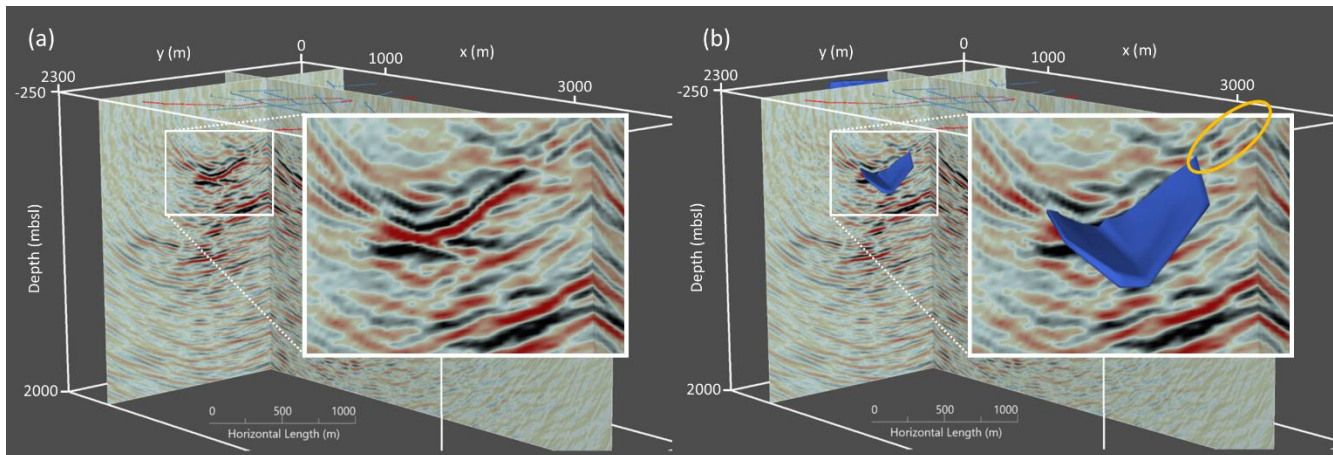 (a)
y (m)
0
1000
x (m)
2300
-250
3000
Depth (mbsl)
2000
0 500 1000
Horizontal Length (m)
(b)
y (m)
0
1000
x (m)
2300
-250
3000
Depth (mbsl)
2000
0 500 1000
Horizontal Length (m)